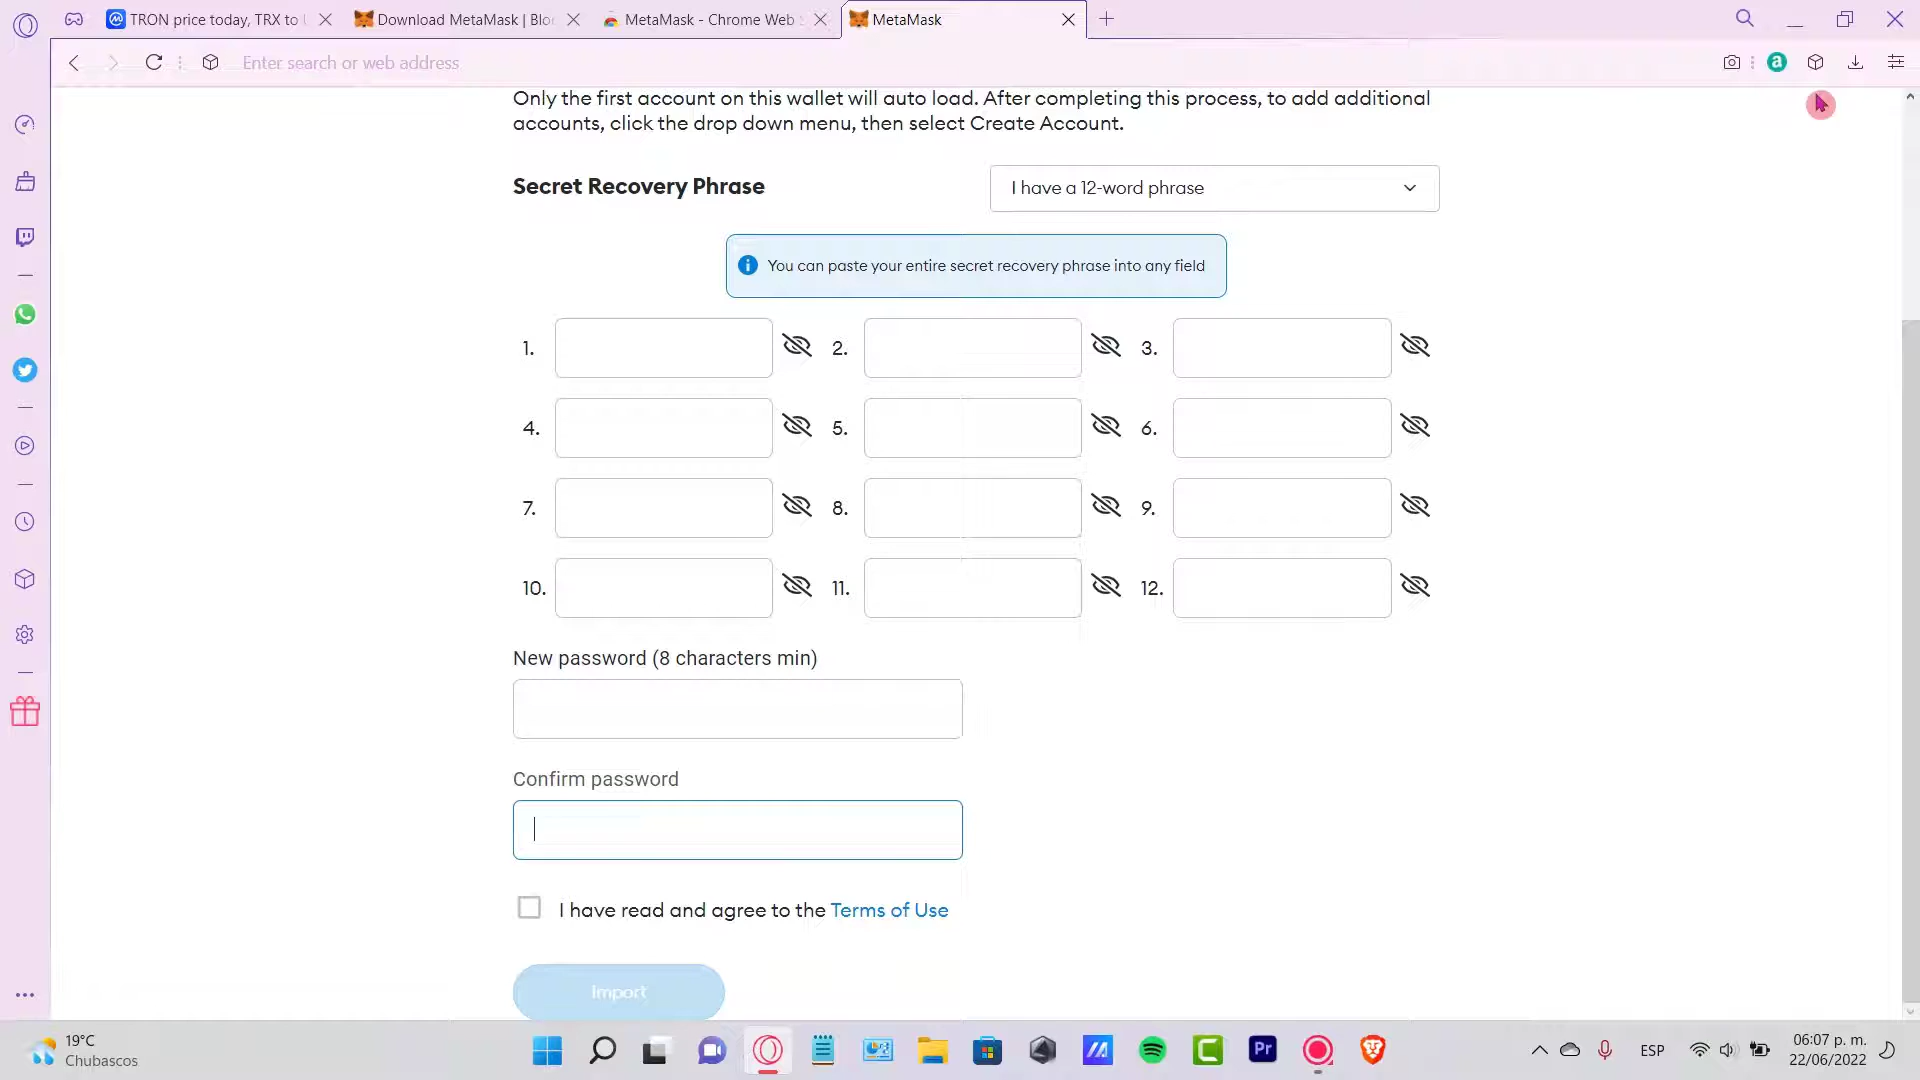 TRON price today, TRX to
Download MetaMask | Blo
MetaMask - Chrome Web
MetaMask
Enter search or web address
Only the first account on this wallet will auto load. After completing this process, to add additional
accounts, click the drop down menu, then select Create Account.
Secret Recovery Phrase
I have a 12-word phrase
You can paste your entire secret recovery phrase into any field
1. 2. 3.
4. 5. 6.
7. 8. 9.
10. 11. 12.
New password (8 characters min)
Confirm password
I have read and agree to the Terms of Use
Import
19°C
Chubascos
ESP
06:07 p. m.
22/06/2022